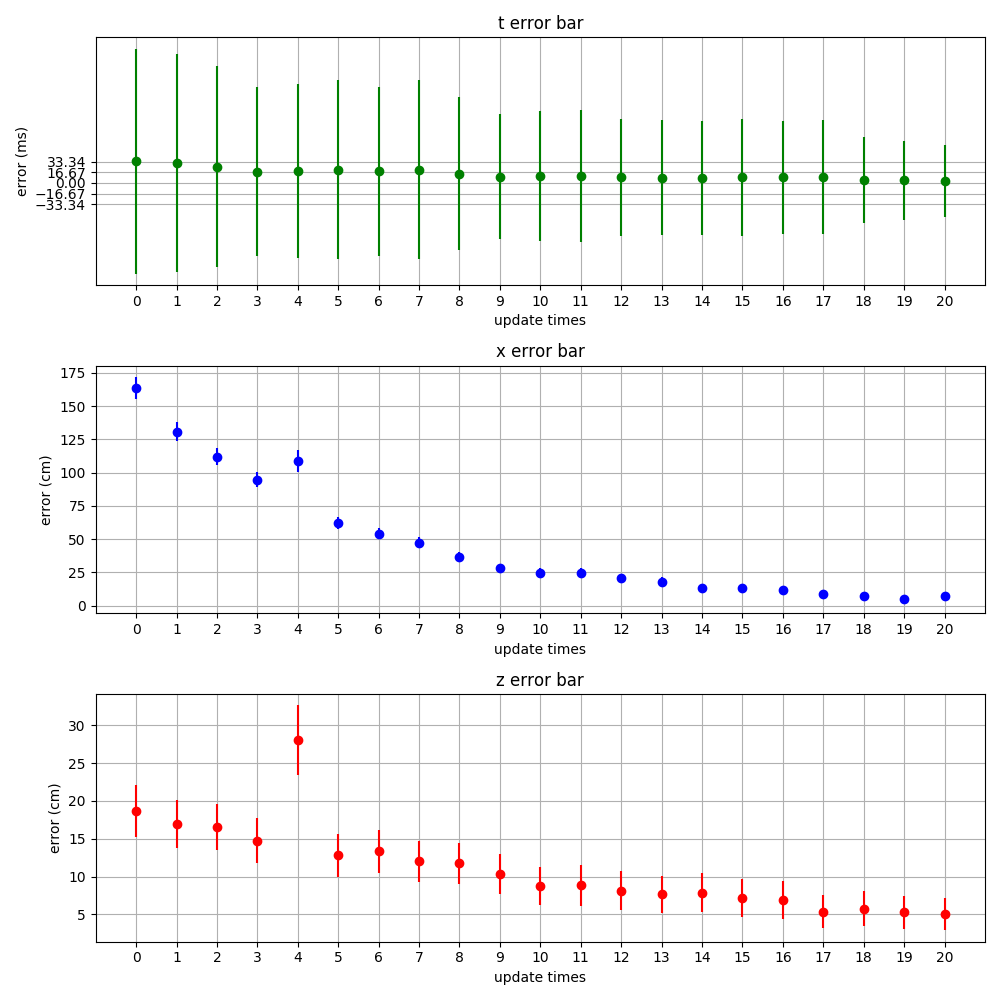 t error bar
error (ms)
33.34
16.67
0.00
−16.67
−33.34
0 1 2 3 4 5 6 7 8 9 10 11 12 13 14 15 16 17 18 19 20
update times
x error bar
error (cm)
175
150
125
100
75
50
25
0
0 1 2 3 4 5 6 7 8 9 10 11 12 13 14 15 16 17 18 19 20
update times
z error bar
error (cm)
30
25
20
15
10
5
0 1 2 3 4 5 6 7 8 9 10 11 12 13 14 15 16 17 18 19 20
update times